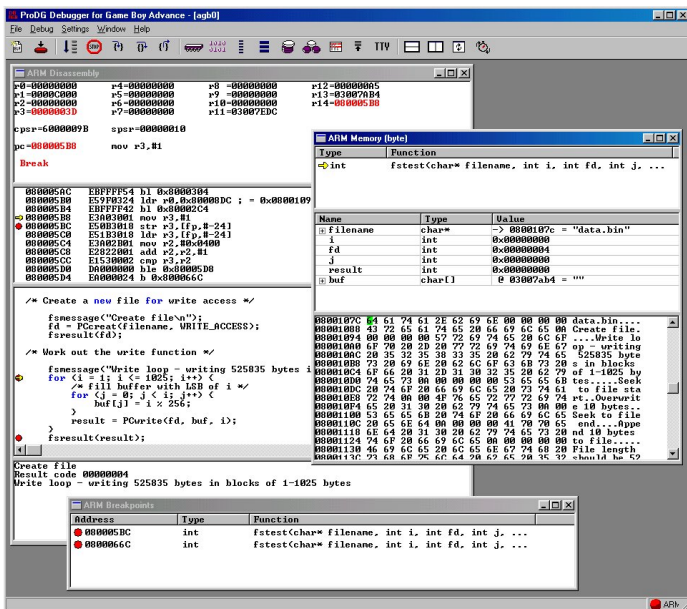 ProDG Debugger for Game Boy Advance - [agb0]
File Debug Settings Window Help
STOP TTY
ARM Disassembly
r0=00000000 r4=00000000 r8 =00000000 r12=000000A5
r1=0000C000 r5=00000000 r9 =00000000 r13=03007AB4
r2=00000000 r6=00000000 r10=00000000 r14=080005B8
r3=0000003D r7=00000000 r11=03007EDC
cpsr=6000009B spsr=00000010
pc=080005B8 mov r3,#1
Break
080005AC EBFFFF54 bl 0x8000304
080005B0 E59F0324 ldr r0,0x80008DC ; = 0x0800109
080005B4 EBFFFF42 bl 0x80002C4
080005B8 E3A03001 mov r3,#1
080005BC E50B3018 str r3,[fp,#-24]
080005C0 E51B3018 ldr r3,[fp,#-24]
080005C4 E3A02B01 mov r2,#0x0400
080005C8 E2822001 add r2,r2,#1
080005CC E1530002 cmp r3,r2
080005D0 DA000000 ble 0x80005D8
080005D4 EA000024 b 0x800066C
/* Create a new file for write access */
fsmessage("Create file\n");
fd = PCcreat(filename, WRITE_ACCESS);
fsresult(fd);
/* Work out the write function */
fsmessage("Write loop - writing 525835 bytes i
for (i = 1; i <= 1025; i++) {
/* fill buffer with LSB of i */
for (j = 0; j < i; j++) {
buf[j] = i % 256;
}
result = PCwrite(fd, buf, i);
}
fsresult(result);
Create file
Result code 00000004
Write loop - writing 525835 bytes in blocks of 1-1025 bytes
ARM Memory (byte)
Type Function
int fstest(char* filename, int i, int fd, int j, ...
Name Type Value
filename char* -> 0800107c = "data.bin"
i int 0x00000000
fd int 0x00000004
j int 0x00000000
result int 0x00000000
buf char[] @ 03007ab4 = ""
0800107C 64 61 74 61 2E 62 69 6E 00 00 00 00 data.bin....
08001088 43 72 65 61 74 65 20 66 69 6C 65 0A Create file.
08001094 00 00 00 00 57 72 69 74 65 20 6C 6F ....Write lo
080010A0 6F 70 20 2D 20 77 72 69 74 69 6E 67 op - writing
080010AC 20 35 32 35 38 33 35 20 62 79 74 65 525835 byte
080010B8 73 20 69 6E 20 62 6C 6F 63 6B 73 20 s in blocks
080010C4 6F 66 20 31 2D 31 30 32 35 20 62 79 of 1-1025 by
080010D0 74 65 73 0A 00 00 00 00 53 65 65 6B tes.....Seek
080010DC 20 74 6F 20 66 69 6C 65 20 73 74 61 to file sta
080010E8 72 74 0A 00 4F 76 65 72 77 72 69 74 rt..Overwrit
080010F4 65 20 31 30 20 62 79 74 65 73 0A 00 e 10 bytes..
08001100 53 65 65 6B 20 74 6F 20 66 69 6C 65 Seek to file
0800110C 20 65 6E 64 0A 00 00 00 41 70 70 65 end....Appe
08001118 6E 64 20 31 30 20 62 79 74 65 73 20 nd 10 bytes
08001124 74 6F 20 66 69 6C 65 0A 00 00 00 00 to file.....
08001130 46 69 6C 65 20 6C 65 6E 67 74 68 20 File length
0800113C 73 68 6F 75 6C 64 20 62 65 20 35 32 should be 52
ARM Breakpoints
Address Type Function
080005BC int fstest(char* filename, int i, int fd, int j, ...
0800066C int fstest(char* filename, int i, int fd, int j, ...
ARM